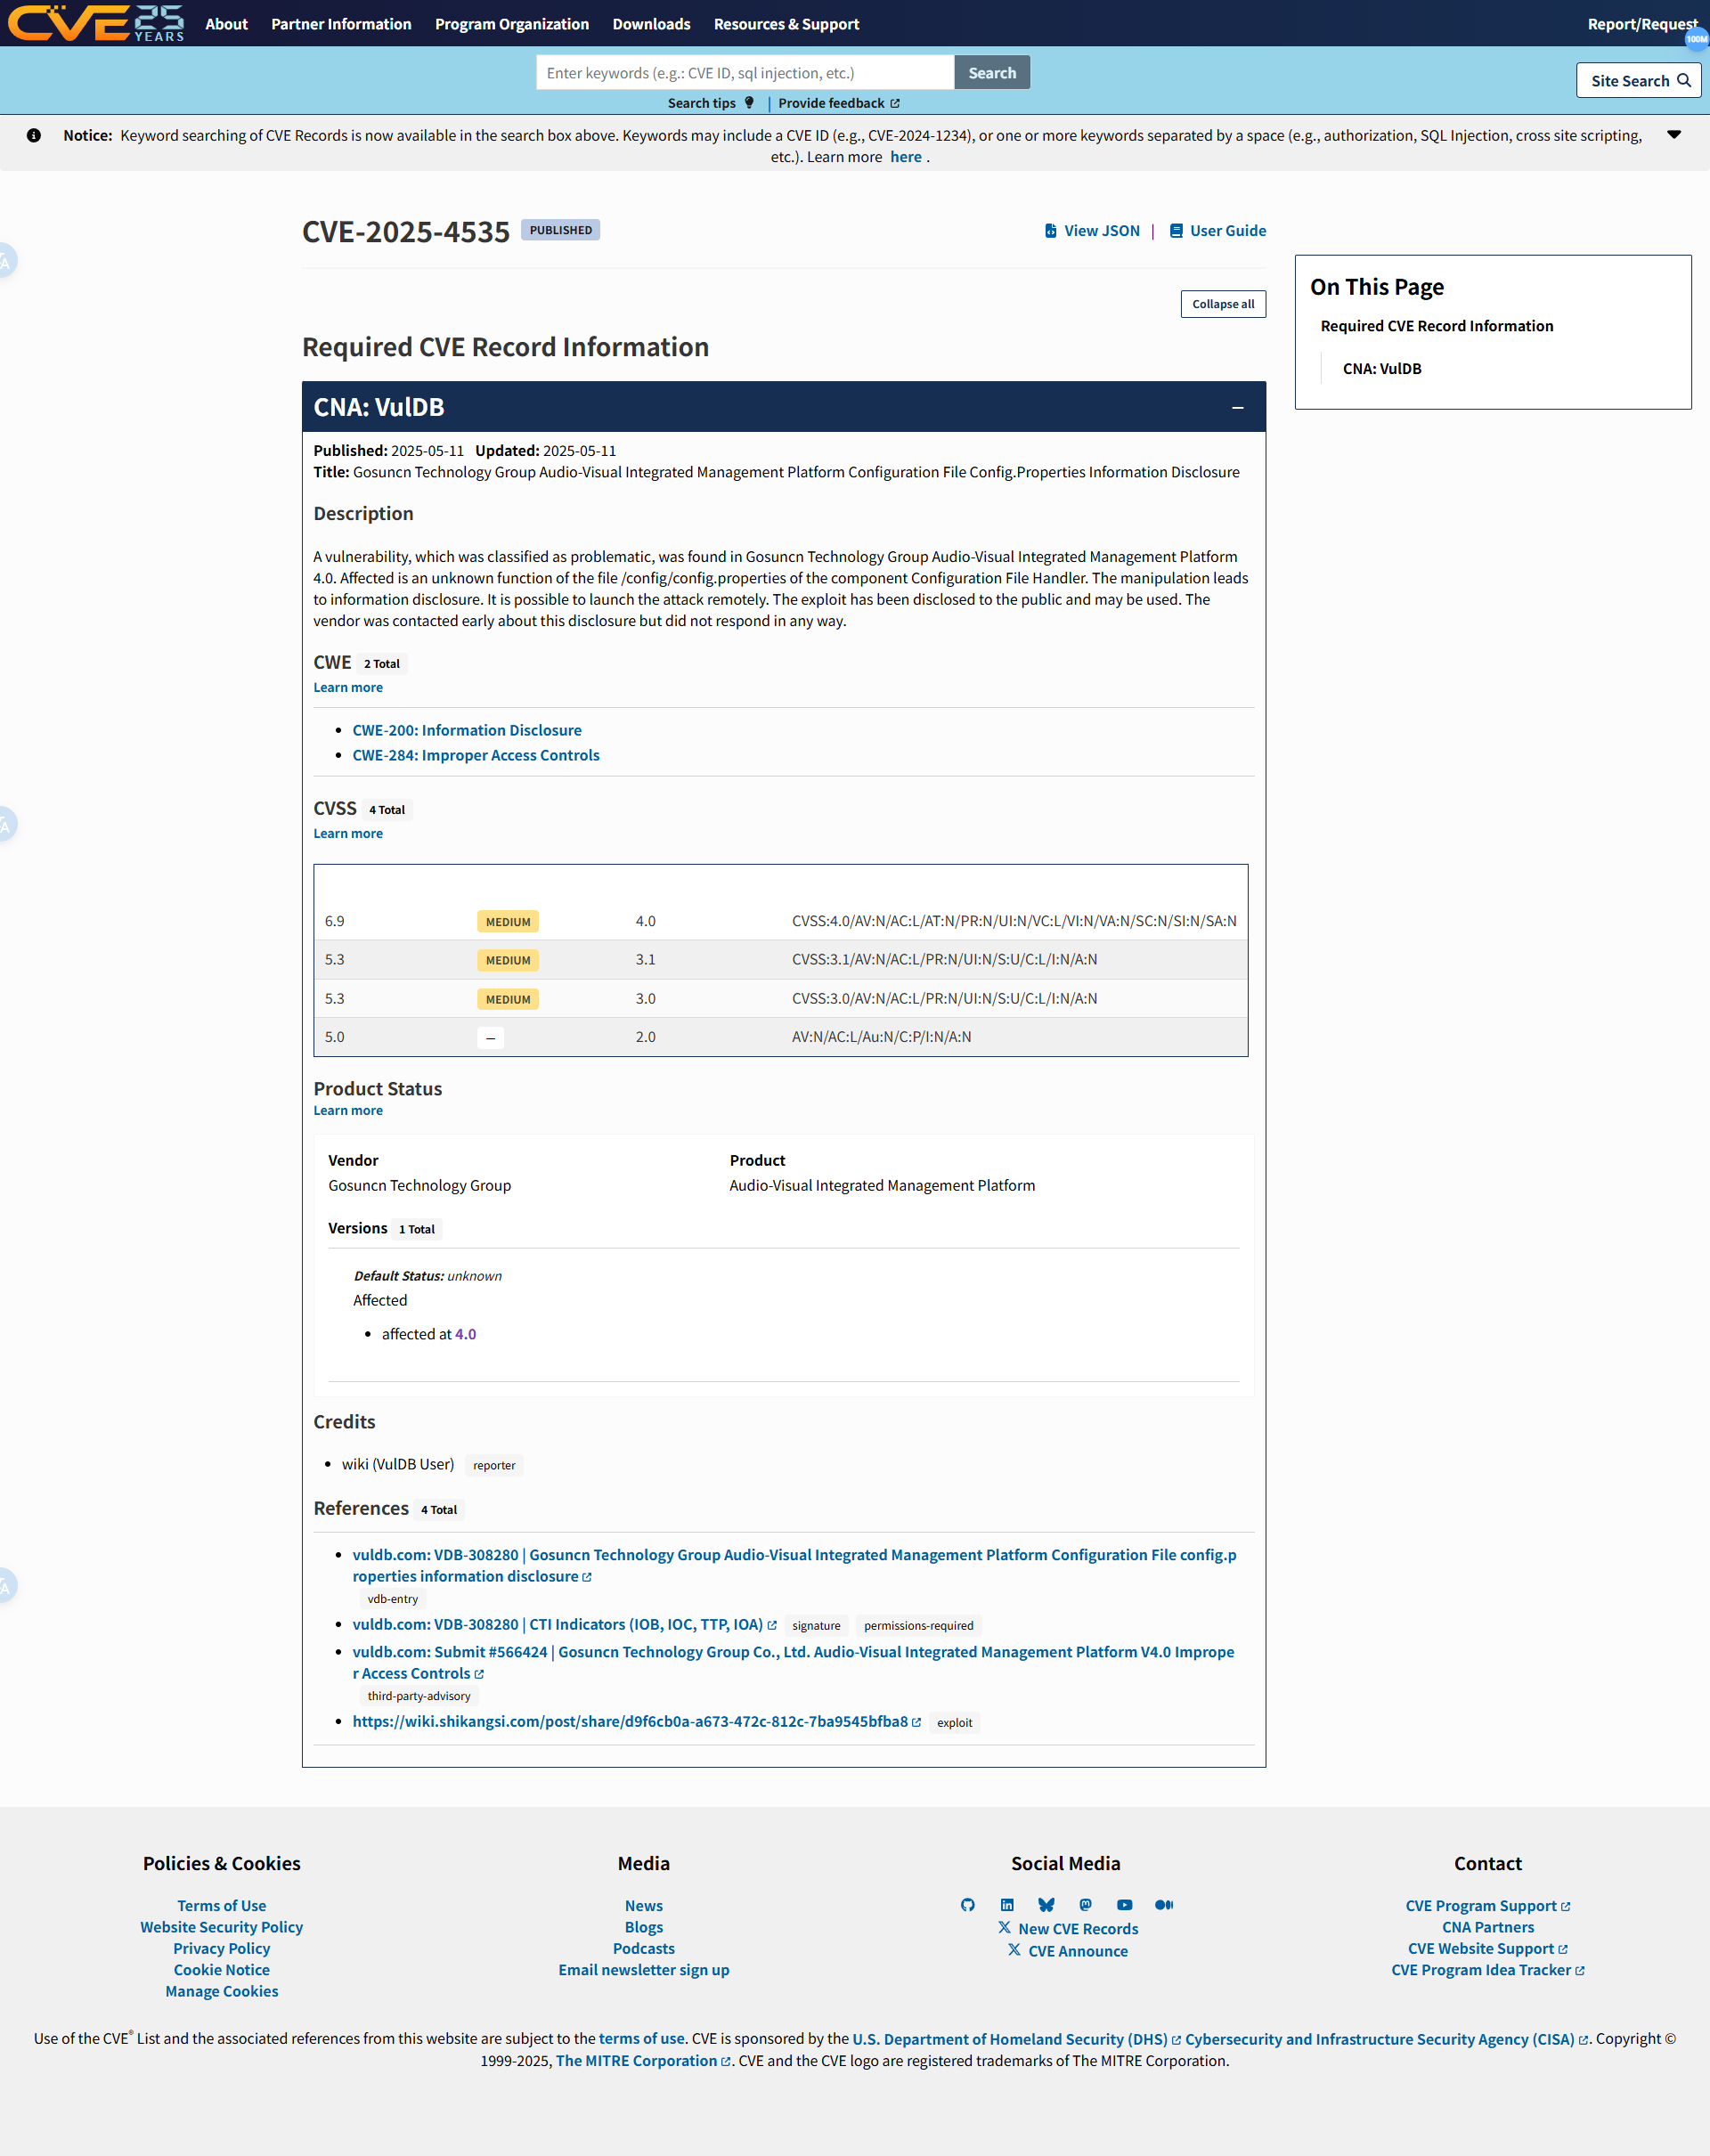 CVE 25 YEARS
About Partner Information Program Organization Downloads Resources & Support Report/Request
100M
Enter keywords (e.g.: CVE ID, sql injection, etc.) Search
Site Search
Search tips | Provide feedback
Notice: Keyword searching of CVE Records is now available in the search box above. Keywords may include a CVE ID (e.g., CVE-2024-1234), or one or more keywords separated by a space (e.g., authorization, SQL Injection, cross site scripting,
etc.). Learn more here .
CVE-2025-4535 PUBLISHED View JSON | User Guide
Collapse all
On This Page
Required CVE Record Information
CNA: VulDB
Required CVE Record Information
CNA: VulDB –
Published: 2025-05-11 Updated: 2025-05-11
Title: Gosuncn Technology Group Audio-Visual Integrated Management Platform Configuration File Config.Properties Information Disclosure
Description
A vulnerability, which was classified as problematic, was found in Gosuncn Technology Group Audio-Visual Integrated Management Platform
4.0. Affected is an unknown function of the file /config/config.properties of the component Configuration File Handler. The manipulation leads
to information disclosure. It is possible to launch the attack remotely. The exploit has been disclosed to the public and may be used. The
vendor was contacted early about this disclosure but did not respond in any way.
CWE 2 Total
Learn more
• CWE-200: Information Disclosure
• CWE-284: Improper Access Controls
CVSS 4 Total
Learn more
6.9 MEDIUM 4.0 CVSS:4.0/AV:N/AC:L/AT:N/PR:N/UI:N/VC:L/VI:N/VA:N/SC:N/SI:N/SA:N
5.3 MEDIUM 3.1 CVSS:3.1/AV:N/AC:L/PR:N/UI:N/S:U/C:L/I:N/A:N
5.3 MEDIUM 3.0 CVSS:3.0/AV:N/AC:L/PR:N/UI:N/S:U/C:L/I:N/A:N
5.0 – 2.0 AV:N/AC:L/Au:N/C:P/I:N/A:N
Product Status
Learn more
Vendor Product
Gosuncn Technology Group Audio-Visual Integrated Management Platform
Versions 1 Total
Default Status: unknown
Affected
• affected at 4.0
Credits
• wiki (VulDB User) reporter
References 4 Total
• vuldb.com: VDB-308280 | Gosuncn Technology Group Audio-Visual Integrated Management Platform Configuration File config.p
roperties information disclosure
vdb-entry
• vuldb.com: VDB-308280 | CTI Indicators (IOB, IOC, TTP, IOA) signature permissions-required
• vuldb.com: Submit #566424 | Gosuncn Technology Group Co., Ltd. Audio-Visual Integrated Management Platform V4.0 Imprope
r Access Controls
third-party-advisory
• https://wiki.shikangsi.com/post/share/d9f6cb0a-a673-472c-812c-7ba9545bfba8 exploit
Policies & Cookies
Terms of Use
Website Security Policy
Privacy Policy
Cookie Notice
Manage Cookies
Media
News
Blogs
Podcasts
Email newsletter sign up
Social Media
New CVE Records
CVE Announce
Contact
CVE Program Support
CNA Partners
CVE Website Support
CVE Program Idea Tracker
Use of the CVE® List and the associated references from this website are subject to the terms of use. CVE is sponsored by the U.S. Department of Homeland Security (DHS) Cybersecurity and Infrastructure Security Agency (CISA). Copyright ©
1999-2025, The MITRE Corporation. CVE and the CVE logo are registered trademarks of The MITRE Corporation.